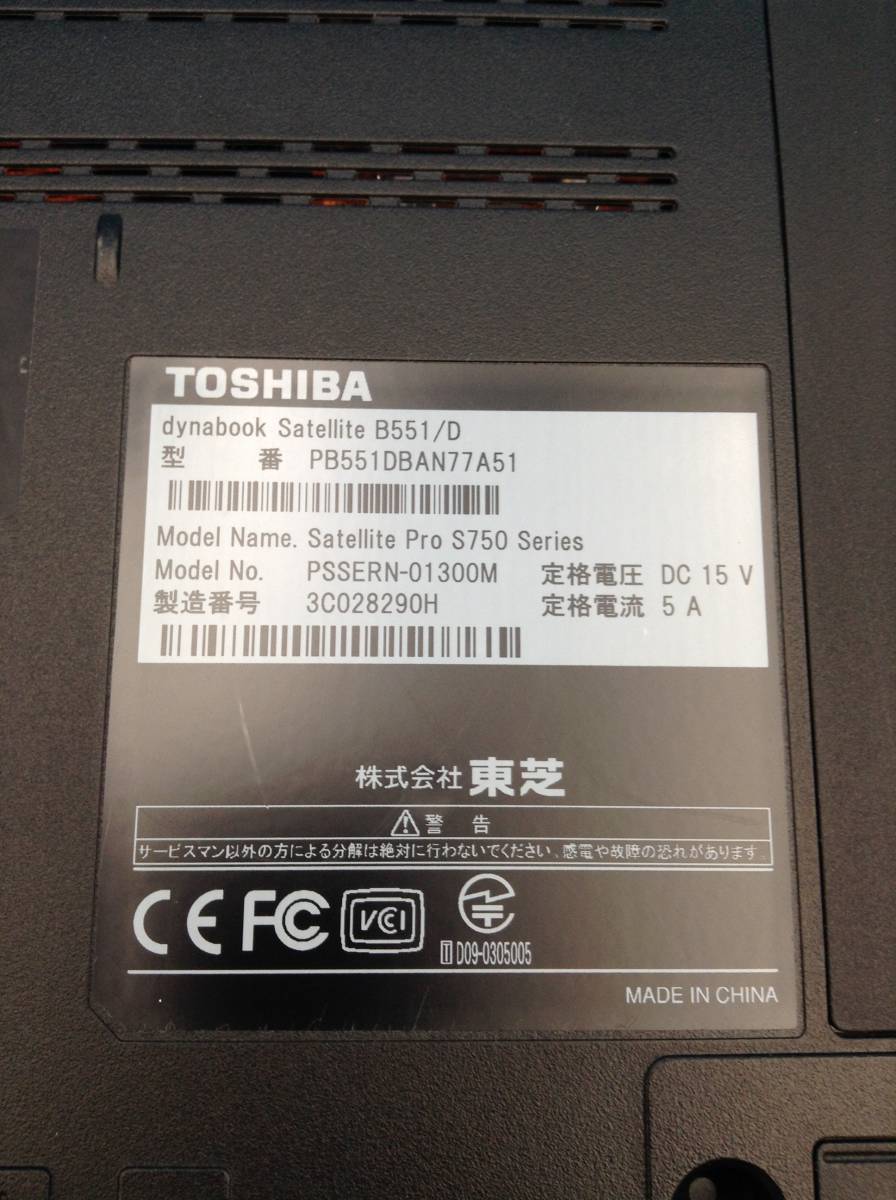 TOSHIBA
dynabook Satellite B551/D
型 番 PB551DBAN77A51
Model Name. Satellite Pro S750 Series
Model No. PSSERN-01300M 定格電圧 DC 15 V
製造番号 3C028290H 定格電流 5 A
株式会社 東芝
警 告
サービスマン以外の方による分解は絶対に行わないでください、感電や故障の恐れがあります。
CE FC VCI
T D09-0305005
MADE IN CHINA